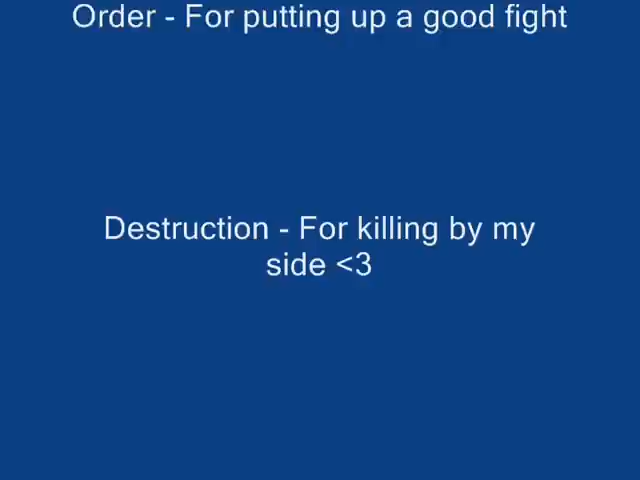 Order - For putting up a good fight
Destruction - For killing by my
side <3